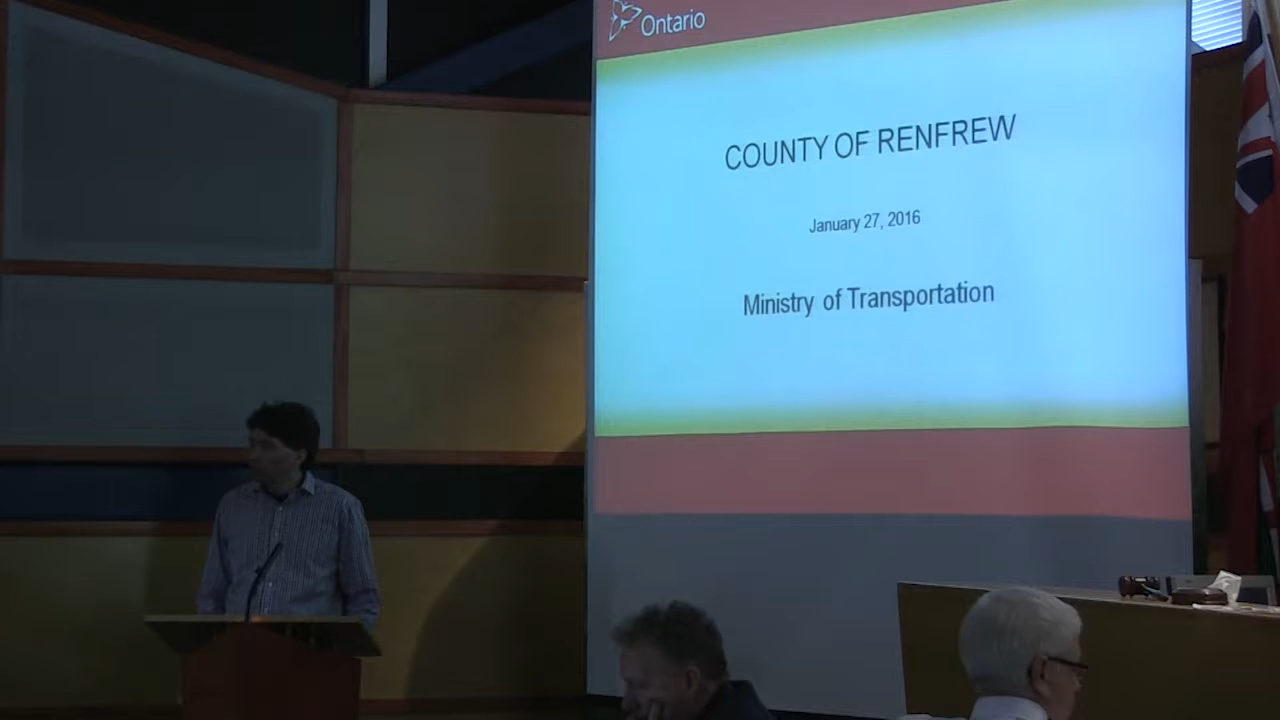 Ontario
COUNTY OF RENFREW
January 27, 2016
Ministry of Transportation